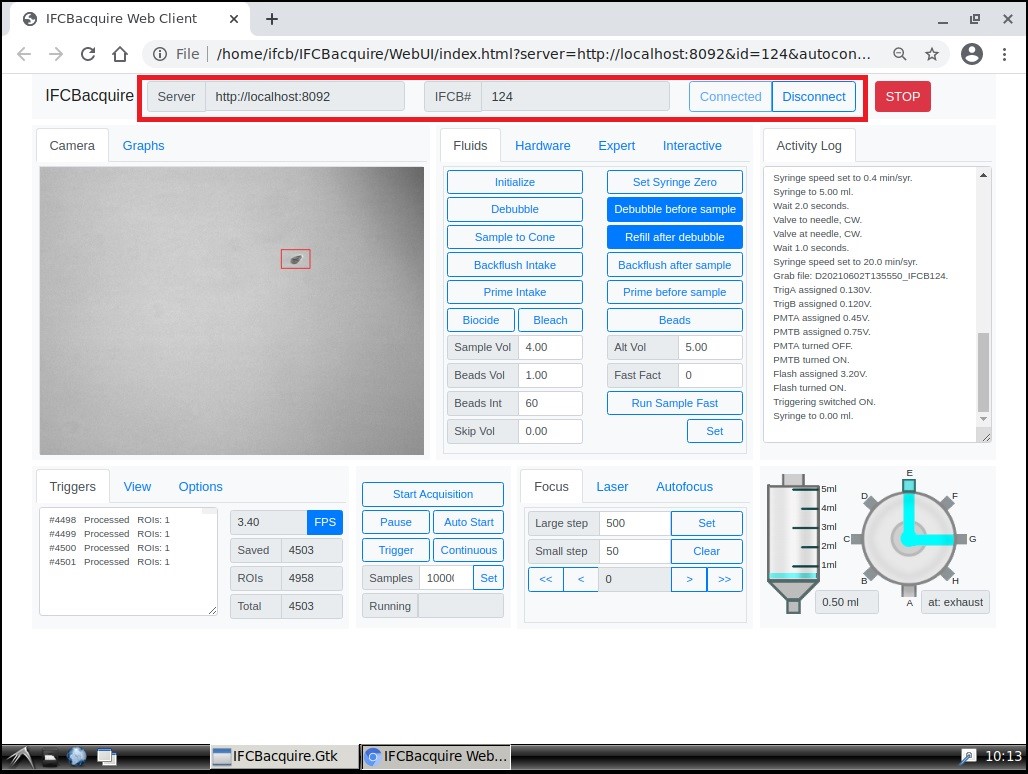 IFCBacquire Web Client
File
/home/ifcb/IFCBacquire/WebUI/index.html?server=http://localhost:8092&id=124&autocon...
IFCBacquire
Server http://localhost:8092
IFCB# 124
Connected Disconnect
STOP
Camera Graphs
Fluids Hardware Expert Interactive
Initialize Set Syringe Zero
Debubble Debubble before sample
Sample to Cone Refill after debubble
Backflush Intake Backflush after sample
Prime Intake Prime before sample
Biocide Bleach Beads
Sample Vol 4.00 Alt Vol 5.00
Beads Vol 1.00 Fast Fact 0
Beads Int 60 Run Sample Fast
Skip Vol 0.00 Set
Activity Log
Syringe speed set to 0.4 min/syr.
Syringe to 5.00 ml.
Wait 2.0 seconds.
Valve to needle, CW.
Valve at needle, CW.
Wait 1.0 seconds.
Syringe speed set to 20.0 min/syr.
Grab file: D20210602T135550_IFCB124.
TrigA assigned 0.130V.
TrigB assigned 0.120V.
PMTA assigned 0.45V.
PMTB assigned 0.75V.
PMTA turned OFF.
PMTB turned ON.
Flash assigned 3.20V.
Flash turned ON.
Triggering switched ON.
Syringe to 0.00 ml.
Triggers View Options
#4498 Processed ROIs: 1
#4499 Processed ROIs: 1
#4500 Processed ROIs: 1
#4501 Processed ROIs: 1
3.40 FPS
Saved 4503
ROIs 4958
Total 4503
Start Acquisition
Pause Auto Start
Trigger Continuous
Samples 1000 Set
Running
Focus Laser Autofocus
Large step 500 Set
Small step 50 Clear
<< < 0 > >>
5ml
4ml
3ml
2ml
1ml
0.50 ml
E
D F
C G
B H
A
at: exhaust
IFCBacquire.Gtk
IFCBacquire Web...
10:13